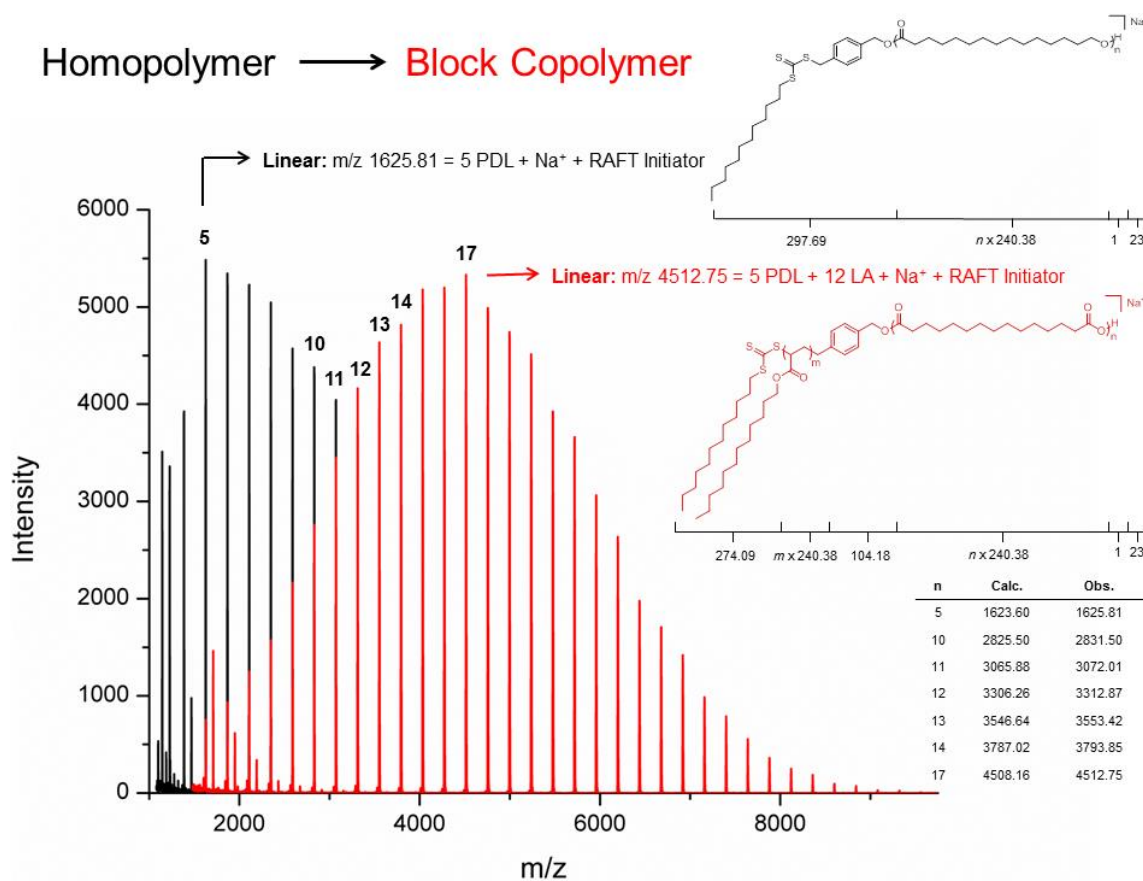 Homopolymer → Block Copolymer
Linear: m/z 1625.81 = 5 PDL + Na⁺ + RAFT Initiator
Linear: m/z 4512.75 = 5 PDL + 12 LA + Na⁺ + RAFT Initiator
O
O
O
H
n
Na⁺
S
S
S
297.69
n x 240.38
1
23
O
O
O
H
n
Na⁺
S
S
S
m
O
O
274.09
m x 240.38
104.18
n x 240.38
1
23
n Calc. Obs.
5 1623.60 1625.81
10 2825.50 2831.50
11 3065.88 3072.01
12 3306.26 3312.87
13 3546.64 3553.42
14 3787.02 3793.85
17 4508.16 4512.75
5
10
11
12
13
14
17
Intensity
6000
5000
4000
3000
2000
1000
0
2000
4000
6000
8000
m/z